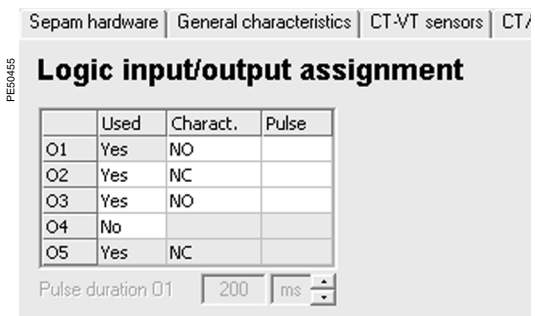 Sepam hardware General characteristics CT-VT sensors CT/
PE50455
Logic input/output assignment
Used Charact. Pulse
O1 Yes NO
O2 Yes NC
O3 Yes NO
O4 No
O5 Yes NC
Pulse duration O1 200 ms